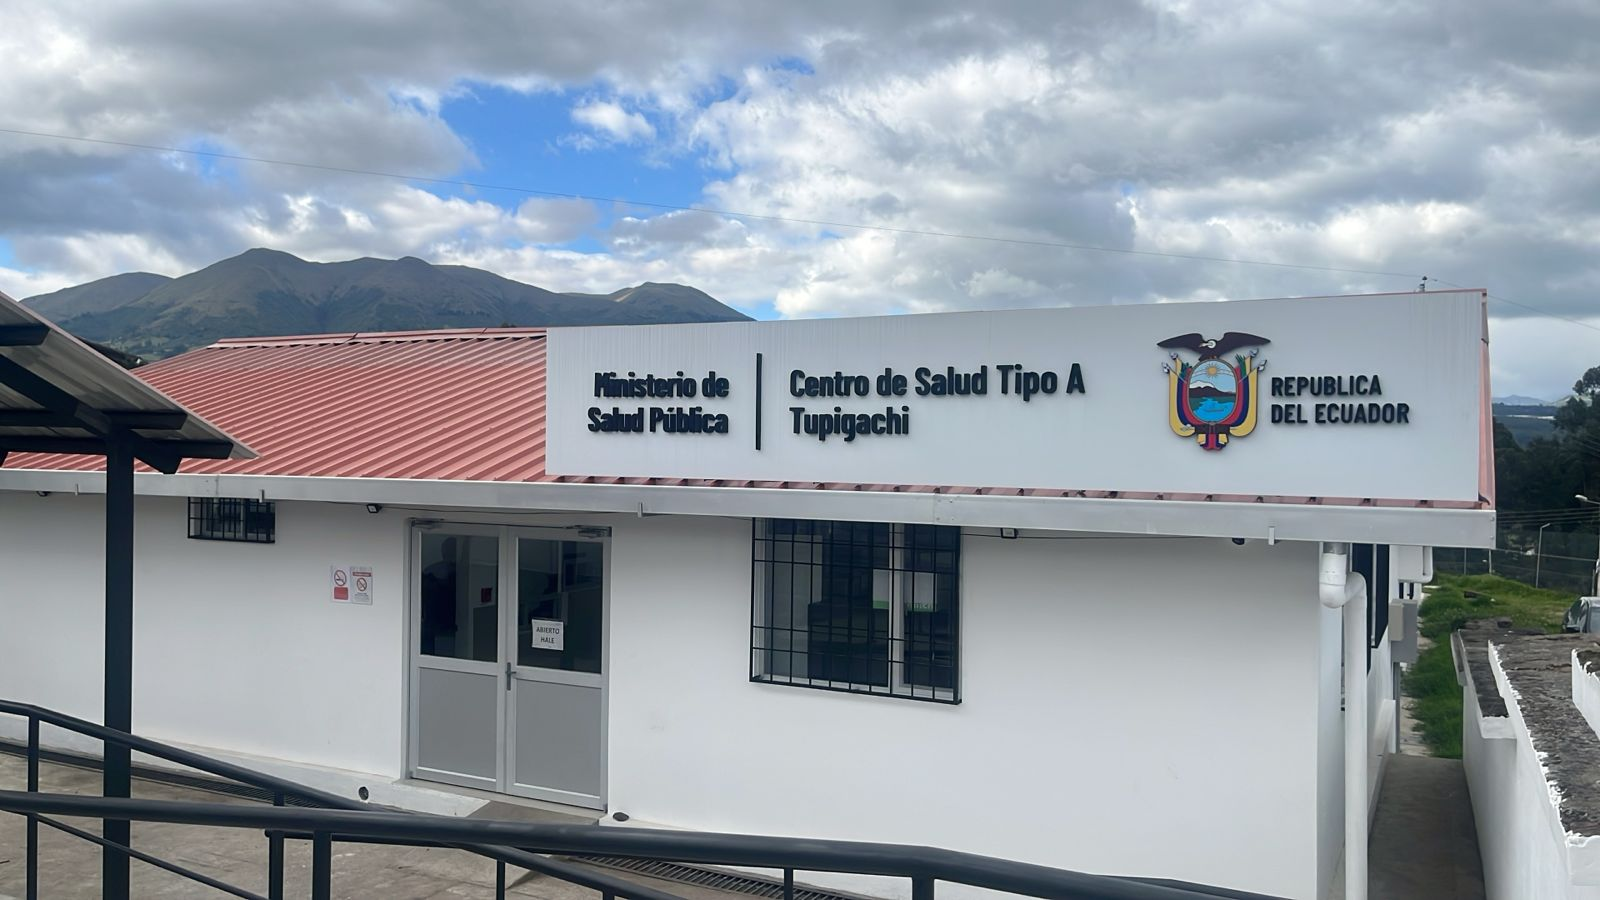 Ministerio de
Salud Pública
Centro de Salud Tipo A
Tupigachi
REPUBLICA
DEL ECUADOR
ABIERTO
HALE